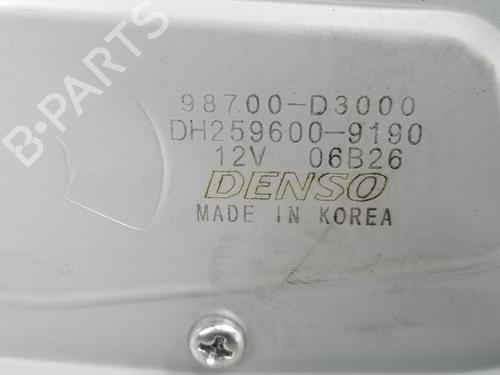 98700-D3000
DH259600-9190
12V 06B26
DENSO
MADE IN KOREA
B-PARTS